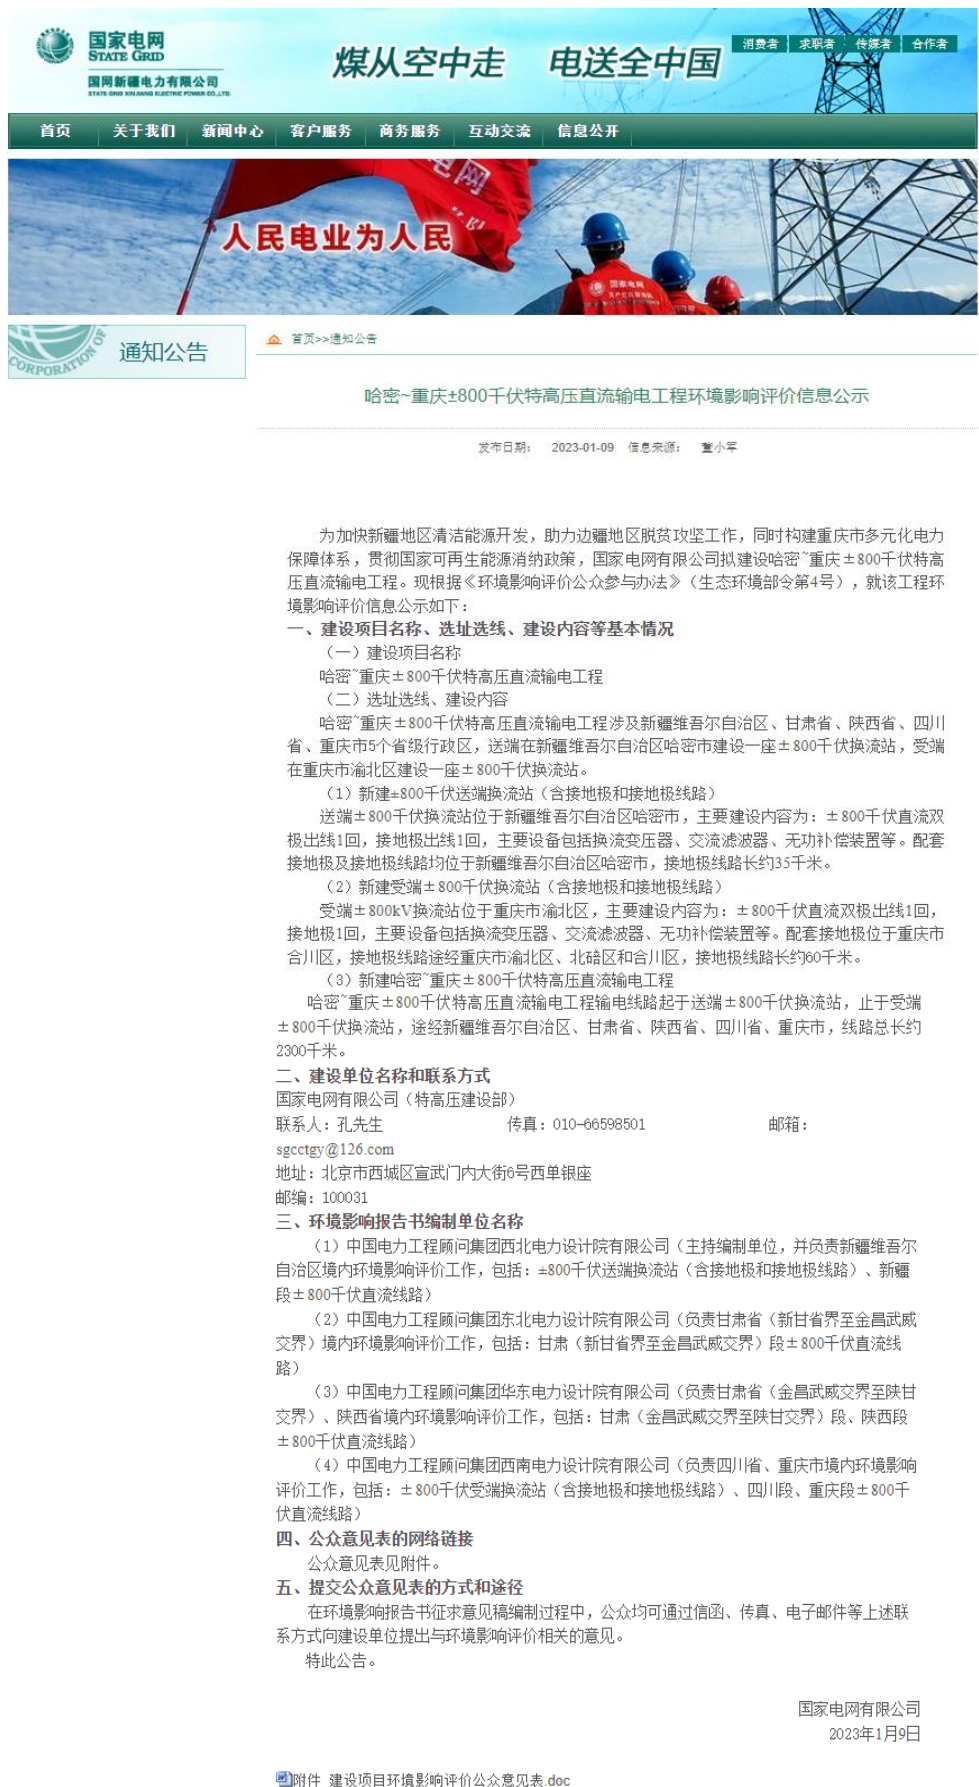 国家电网
STATE GRID
国网新疆电力有限公司
STATE GRID XINJIANG ELECTRIC POWER CO.,LTD.
煤从空中走 电送全中国
消费者 求职者 传媒者 合作者
首页 关于我们 新闻中心 客户服务 商务服务 互动交流 信息公开
人民电业为人民
国家电网
CORPORATION OF
通知公告
首页>>通知公告
哈密~重庆±800千伏特高压直流输电工程环境影响评价信息公示
发布日期： 2023-01-09 信息来源： 董小军
为加快新疆地区清洁能源开发，助力边疆地区脱贫攻坚工作，同时构建重庆市多元化电力
保障体系，贯彻国家可再生能源消纳政策，国家电网有限公司拟建设哈密~重庆±800千伏特高
压直流输电工程。现根据《环境影响评价公众参与办法》（生态环境部令第4号），就该工程环
境影响评价信息公示如下：
一、建设项目名称、选址选线、建设内容等基本情况
（一）建设项目名称
哈密~重庆±800千伏特高压直流输电工程
（二）选址选线、建设内容
哈密~重庆±800千伏特高压直流输电工程涉及新疆维吾尔自治区、甘肃省、陕西省、四川
省、重庆市5个省级行政区，送端在新疆维吾尔自治区哈密市建设一座±800千伏换流站，受端
在重庆市渝北区建设一座±800千伏换流站。
（1）新建±800千伏送端换流站（含接地极和接地极线路）
送端±800千伏换流站位于新疆维吾尔自治区哈密市，主要建设内容为：±800千伏直流双
极出线1回，接地极出线1回，主要设备包括换流变压器、交流滤波器、无功补偿装置等。配套
接地极及接地极线路均位于新疆维吾尔自治区哈密市，接地极线路长约35千米。
（2）新建受端±800千伏换流站（含接地极和接地极线路）
受端±800kV换流站位于重庆市渝北区，主要建设内容为：±800千伏直流双极出线1回，
接地极1回，主要设备包括换流变压器、交流滤波器、无功补偿装置等。配套接地极位于重庆市
合川区，接地极线路途经重庆市渝北区、北碚区和合川区，接地极线路长约60千米。
（3）新建哈密~重庆±800千伏特高压直流输电工程
哈密~重庆±800千伏特高压直流输电工程输电线路起于送端±800千伏换流站，止于受端
±800千伏换流站，途经新疆维吾尔自治区、甘肃省、陕西省、四川省、重庆市，线路总长约
2300千米。
二、建设单位名称和联系方式
国家电网有限公司（特高压建设部）
联系人：孔先生 传真：010-66598501 邮箱：
sgcctgy@126.com
地址：北京市西城区宣武门内大街6号西单银座
邮编：100031
三、环境影响报告书编制单位名称
（1）中国电力工程顾问集团西北电力设计院有限公司（主持编制单位，并负责新疆维吾尔
自治区境内环境影响评价工作，包括：±800千伏送端换流站（含接地极和接地极线路）、新疆
段±800千伏直流线路）
（2）中国电力工程顾问集团东北电力设计院有限公司（负责甘肃省（新甘省界至金昌武威
交界）境内环境影响评价工作，包括：甘肃（新甘省界至金昌武威交界）段±800千伏直流线
路）
（3）中国电力工程顾问集团华东电力设计院有限公司（负责甘肃省（金昌武威交界至陕甘
交界）、陕西省境内环境影响评价工作，包括：甘肃（金昌武威交界至陕甘交界）段、陕西段
±800千伏直流线路）
（4）中国电力工程顾问集团西南电力设计院有限公司（负责四川省、重庆市境内环境影响
评价工作，包括：±800千伏受端换流站（含接地极和接地极线路）、四川段、重庆段±800千
伏直流线路）
四、公众意见表的网络链接
公众意见表见附件。
五、提交公众意见表的方式和途径
在环境影响报告书征求意见稿编制过程中，公众均可通过信函、传真、电子邮件等上述联
系方式向建设单位提出与环境影响评价相关的意见。
特此公告。
国家电网有限公司
2023年1月9日
附件 建设项目环境影响评价公众意见表.doc